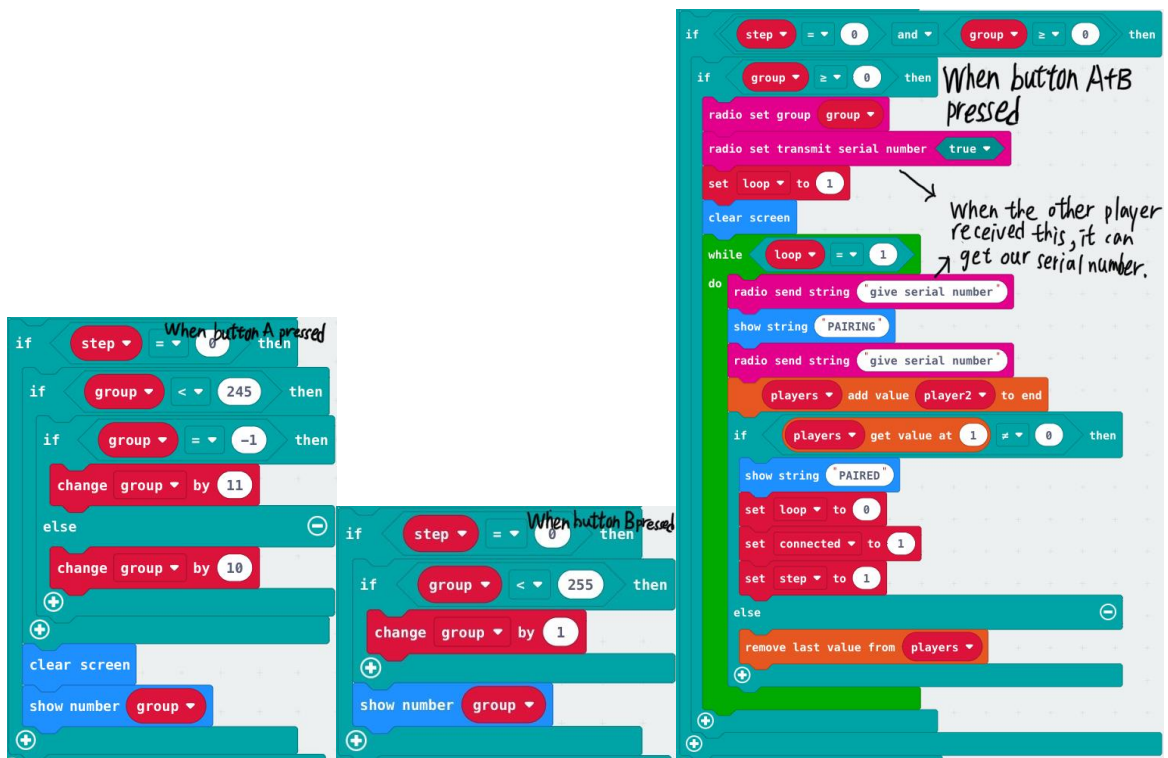 When button A pressed
if step = 0 then
if group < 245 then
if group = -1 then
change group by 11
else
change group by 10
clear screen
show number group
When button B pressed
if step = 0 then
if group < 255 then
change group by 1
show number group
if step = 0 and group ≥ 0 then
if group ≥ 0 then
When button A+B
pressed
radio set group group
radio set transmit serial number true
set loop to 1
clear screen
When the other player
received this, it can
get our serial number.
while loop = 1
do
radio send string "give serial number"
show string "PAIRING"
radio send string "give serial number"
players add value player2 to end
if players get value at 1 ≠ 0 then
show string "PAIRED"
set loop to 0
set connected to 1
set step to 1
else
remove last value from players